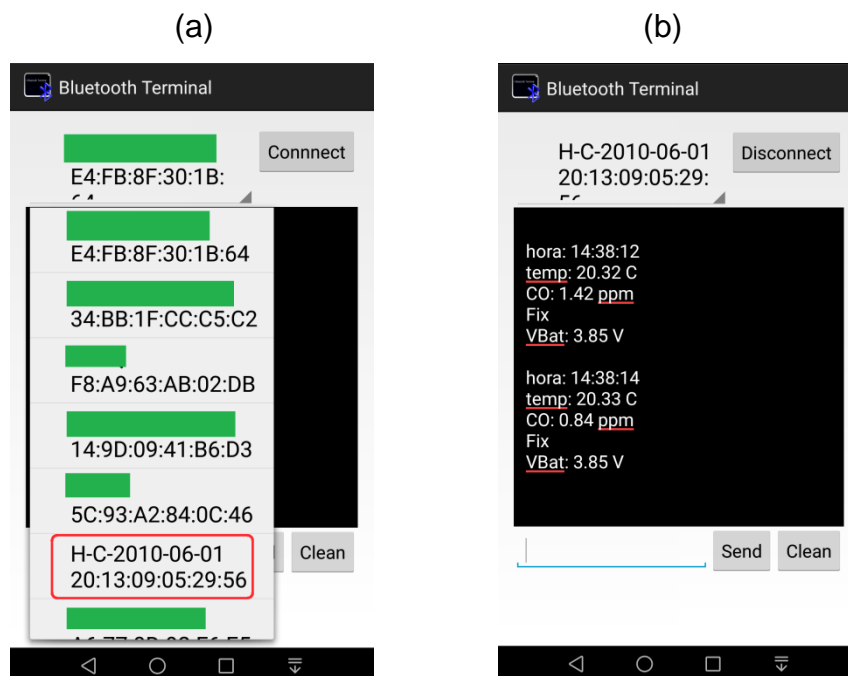 (a)
Bluetooth Terminal
Connnect
E4:FB:8F:30:1B:
E4:FB:8F:30:1B:64
34:BB:1F:CC:C5:C2
F8:A9:63:AB:02:DB
14:9D:09:41:B6:D3
5C:93:A2:84:0C:46
H-C-2010-06-01
20:13:09:05:29:56
Clean
(b)
Bluetooth Terminal
H-C-2010-06-01
20:13:09:05:29:
Disconnect
hora: 14:38:12
temp: 20.32 C
CO: 1.42 ppm
Fix
VBat: 3.85 V
hora: 14:38:14
temp: 20.33 C
CO: 0.84 ppm
Fix
VBat: 3.85 V
Send
Clean